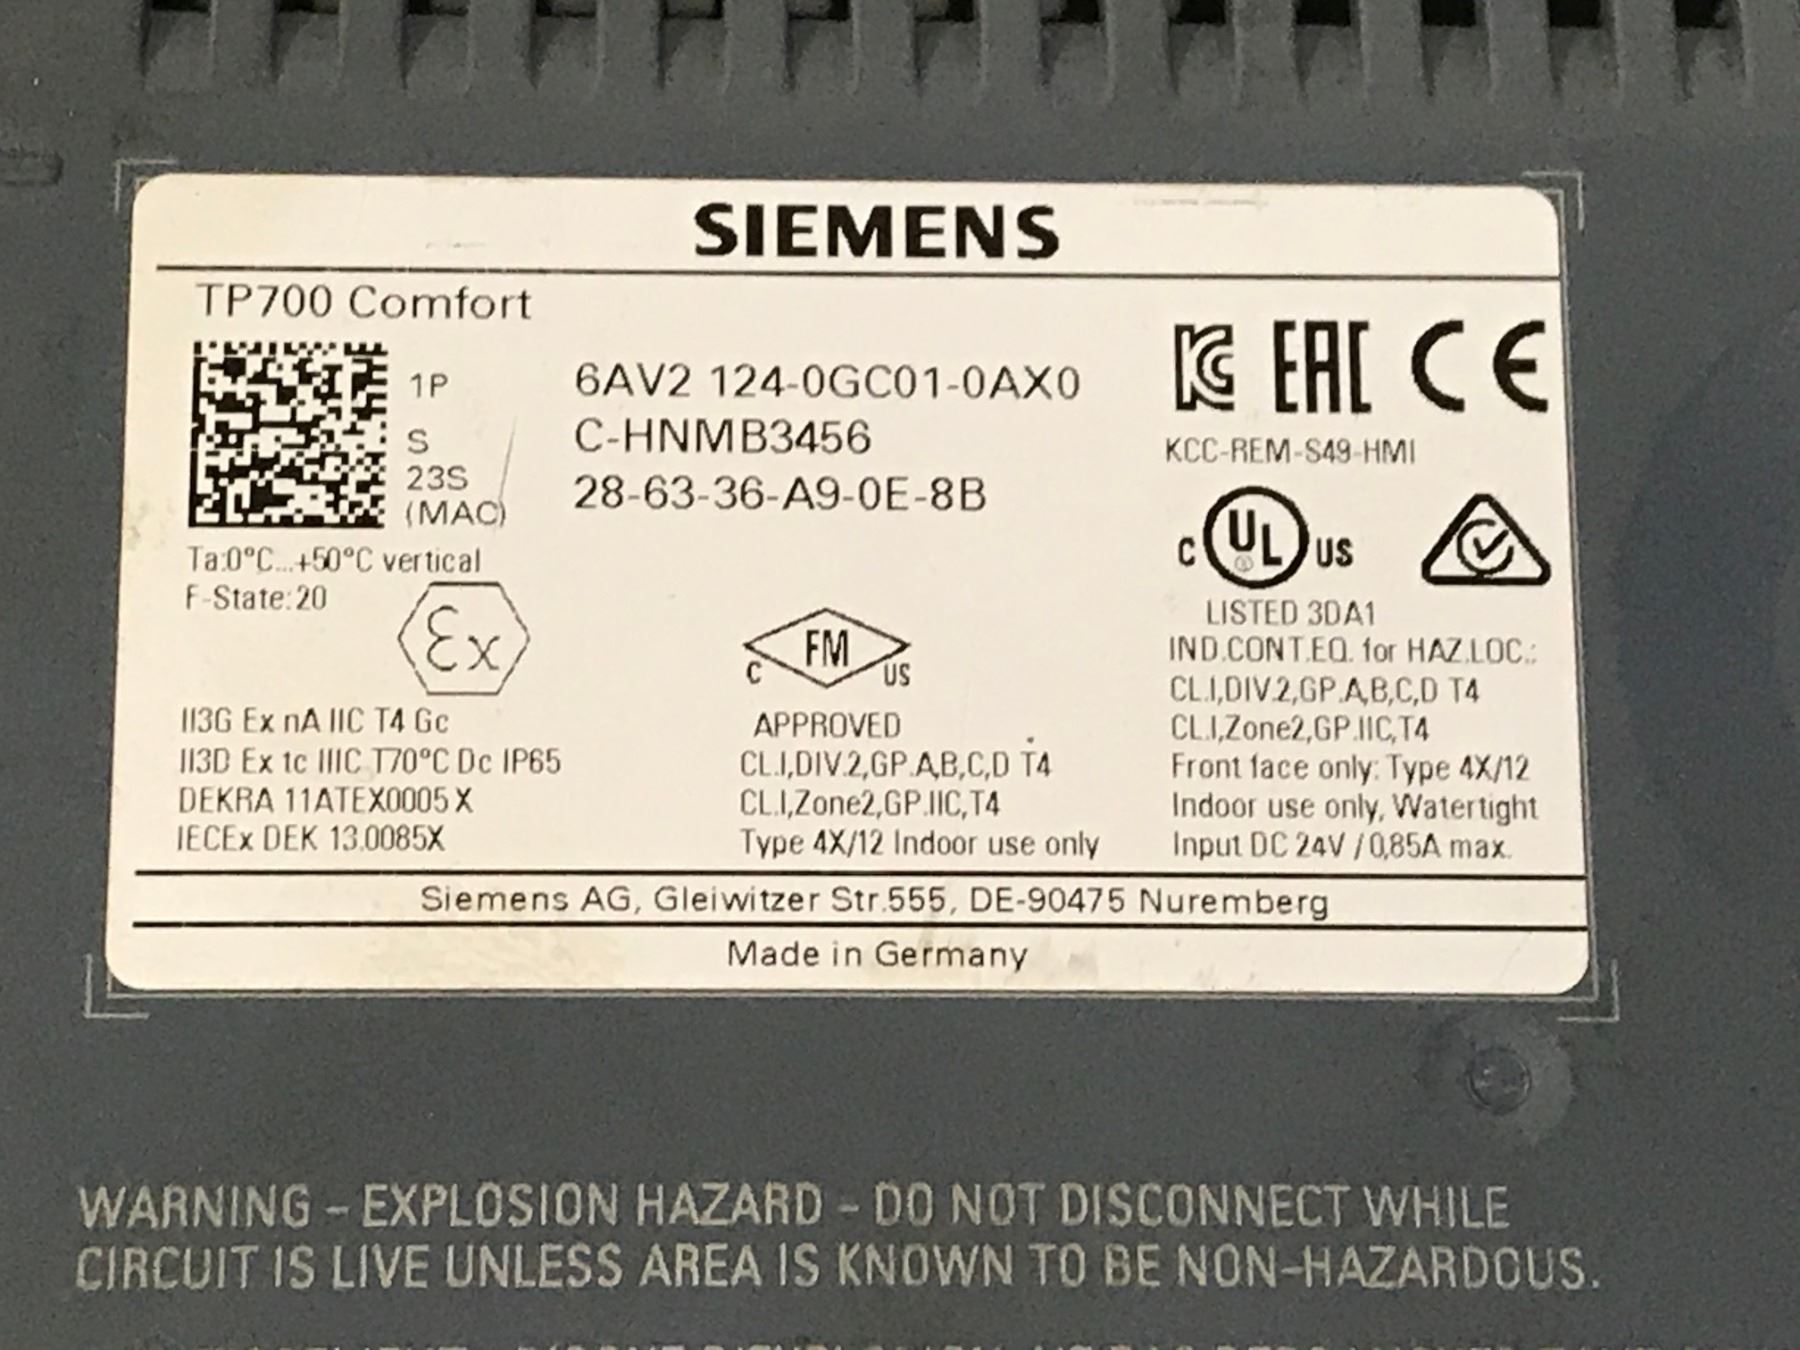 SIEMENS
TP700 Comfort
1P 6AV2 124-0GC01-0AX0
S C-HNMB3456
23S
(MAC) 28-63-36-A9-0E-8B
Ta:0°C...+50°C vertical
F-State:20
Ex
II3G Ex nA IIC T4 Gc
II3D Ex tc IIIC T70°C Dc IP65
DEKRA 11ATEX0005 X
IECEx DEK 13.0085X
C FM US
APPROVED
CL.I,DIV.2,GP.A,B,C,D T4
CL.I,Zone2,GP.IIC,T4
Type 4X/12 Indoor use only
KC EAC CE
KCC-REM-S49-HMI
C UL US
LISTED 3DA1
IND.CONT.EQ. for HAZ.LOC.:
CL.I,DIV.2,GP.A,B,C,D T4
CL.I,Zone2,GP.IIC,T4
Front face only: Type 4X/12
Indoor use only, Watertight
Input DC 24V / 0,85A max.
Siemens AG, Gleiwitzer Str.555, DE-90475 Nuremberg
Made in Germany
WARNING – EXPLOSION HAZARD – DO NOT DISCONNECT WHILE
CIRCUIT IS LIVE UNLESS AREA IS KNOWN TO BE NON-HAZARDOUS.